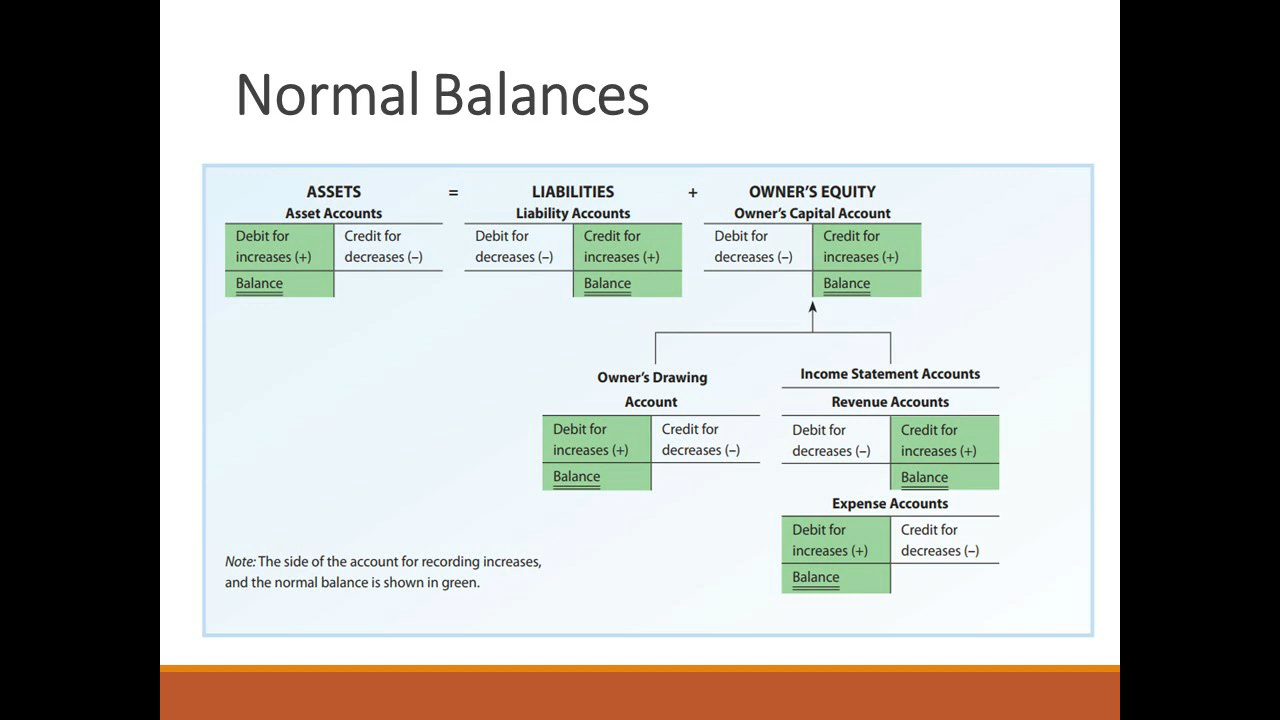 Normal Balances
ASSETS = LIABILITIES + OWNER'S EQUITY
Asset Accounts Liability Accounts Owner's Capital Account
Debit for Credit for Debit for Credit for Debit for Credit for
increases (+) decreases (–) decreases (–) increases (+) decreases (–) increases (+)
Balance Balance Balance
Owner's Drawing
Account
Debit for Credit for
increases (+) decreases (–)
Balance
Income Statement Accounts
Revenue Accounts
Debit for Credit for
decreases (–) increases (+)
Balance
Expense Accounts
Debit for Credit for
increases (+) decreases (–)
Balance
Note: The side of the account for recording increases,
and the normal balance is shown in green.